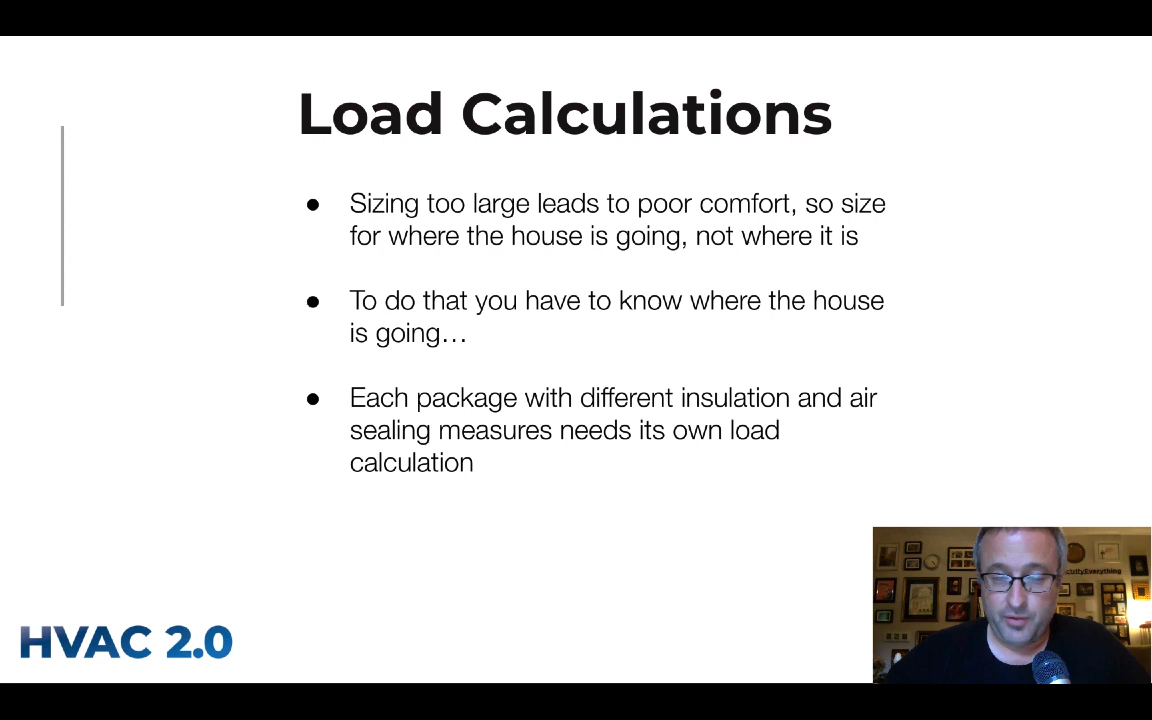 Load Calculations
● Sizing too large leads to poor comfort, so size
for where the house is going, not where it is
● To do that you have to know where the house
is going…
● Each package with different insulation and air
sealing measures needs its own load
calculation
HVAC 2.0
ctrifyEverything